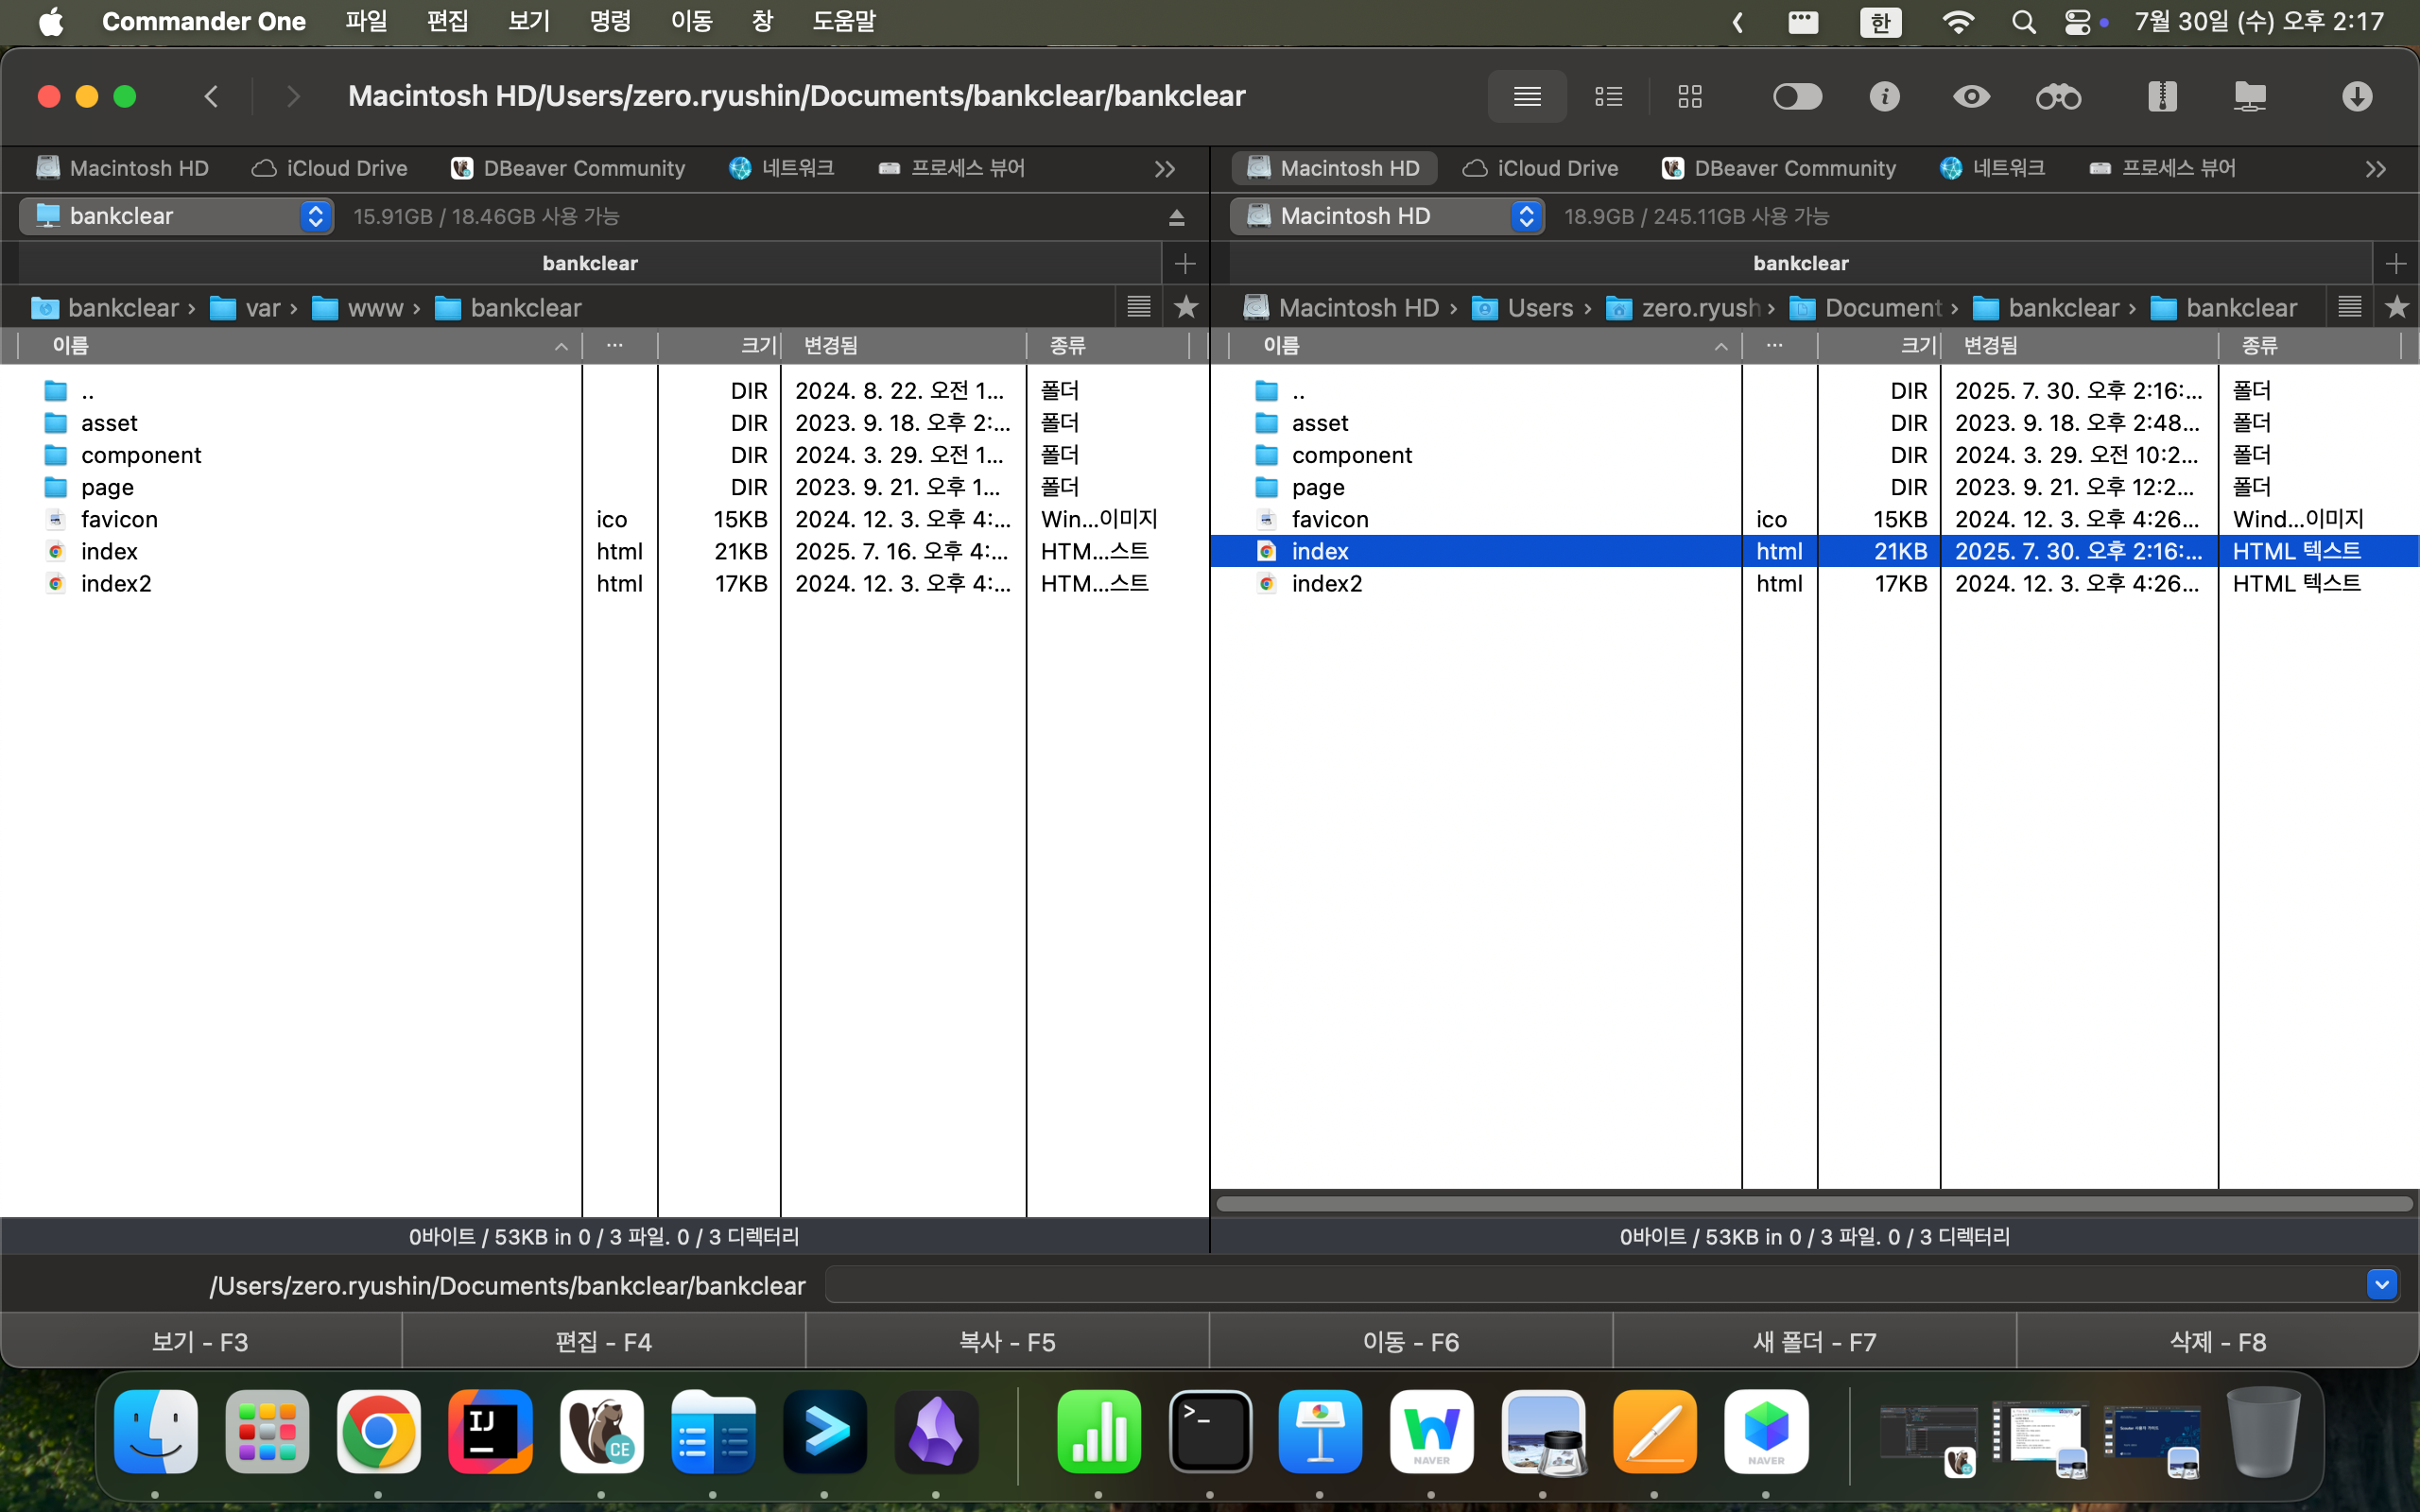 Commander One 파일 편집 보기 명령 이동 창 도움말 한 7월 30일 (수) 오후 2:17
Macintosh HD/Users/zero.ryushin/Documents/bankclear/bankclear
Macintosh HD iCloud Drive DBeaver Community 네트워크 프로세스 뷰어 >>
Macintosh HD iCloud Drive DBeaver Community 네트워크 프로세스 뷰어 >>
bankclear 15.91GB / 18.46GB 사용 가능
Macintosh HD 18.9GB / 245.11GB 사용 가능
bankclear
bankclear
bankclear › var › www › bankclear
Macintosh HD › Users › zero.ryush › Document › bankclear › bankclear
이름 ... 크기 변경됨 종류
.. DIR 2024. 8. 22. 오전 1... 폴더
asset DIR 2023. 9. 18. 오후 2:... 폴더
component DIR 2024. 3. 29. 오전 1... 폴더
page DIR 2023. 9. 21. 오후 1... 폴더
favicon ico 15KB 2024. 12. 3. 오후 4:... Win...이미지
index html 21KB 2025. 7. 16. 오후 4:... HTM...스트
index2 html 17KB 2024. 12. 3. 오후 4:... HTM...스트
이름 ... 크기 변경됨 종류
.. DIR 2025. 7. 30. 오후 2:16:... 폴더
asset DIR 2023. 9. 18. 오후 2:48... 폴더
component DIR 2024. 3. 29. 오전 10:2... 폴더
page DIR 2023. 9. 21. 오후 12:2... 폴더
favicon ico 15KB 2024. 12. 3. 오후 4:26... Wind...이미지
index html 21KB 2025. 7. 30. 오후 2:16:... HTML 텍스트
index2 html 17KB 2024. 12. 3. 오후 4:26... HTML 텍스트
0바이트 / 53KB in 0 / 3 파일. 0 / 3 디렉터리
0바이트 / 53KB in 0 / 3 파일. 0 / 3 디렉터리
/Users/zero.ryushin/Documents/bankclear/bankclear
보기 - F3 편집 - F4 복사 - F5 이동 - F6 새 폴더 - F7 삭제 - F8
IJ CE >_ NAVER NAVER